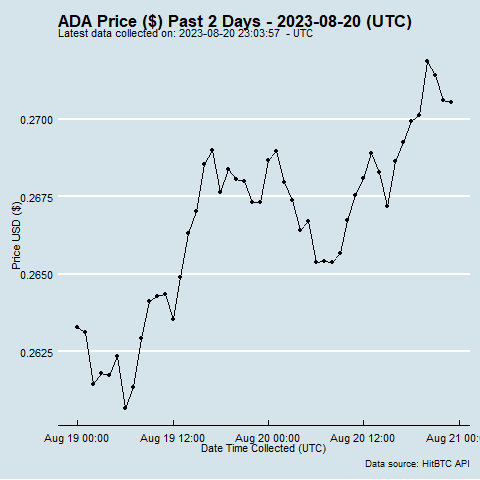 ADA Price ($) Past 2 Days - 2023-08-20 (UTC)
Latest data collected on: 2023-08-20 23:03:57 - UTC
0.2700
0.2675
0.2650
0.2625
Price USD ($)
Aug 19 00:00
Aug 19 12:00
Aug 20 00:00
Aug 20 12:00
Aug 21 00:
Date Time Collected (UTC)
Data source: HitBTC API